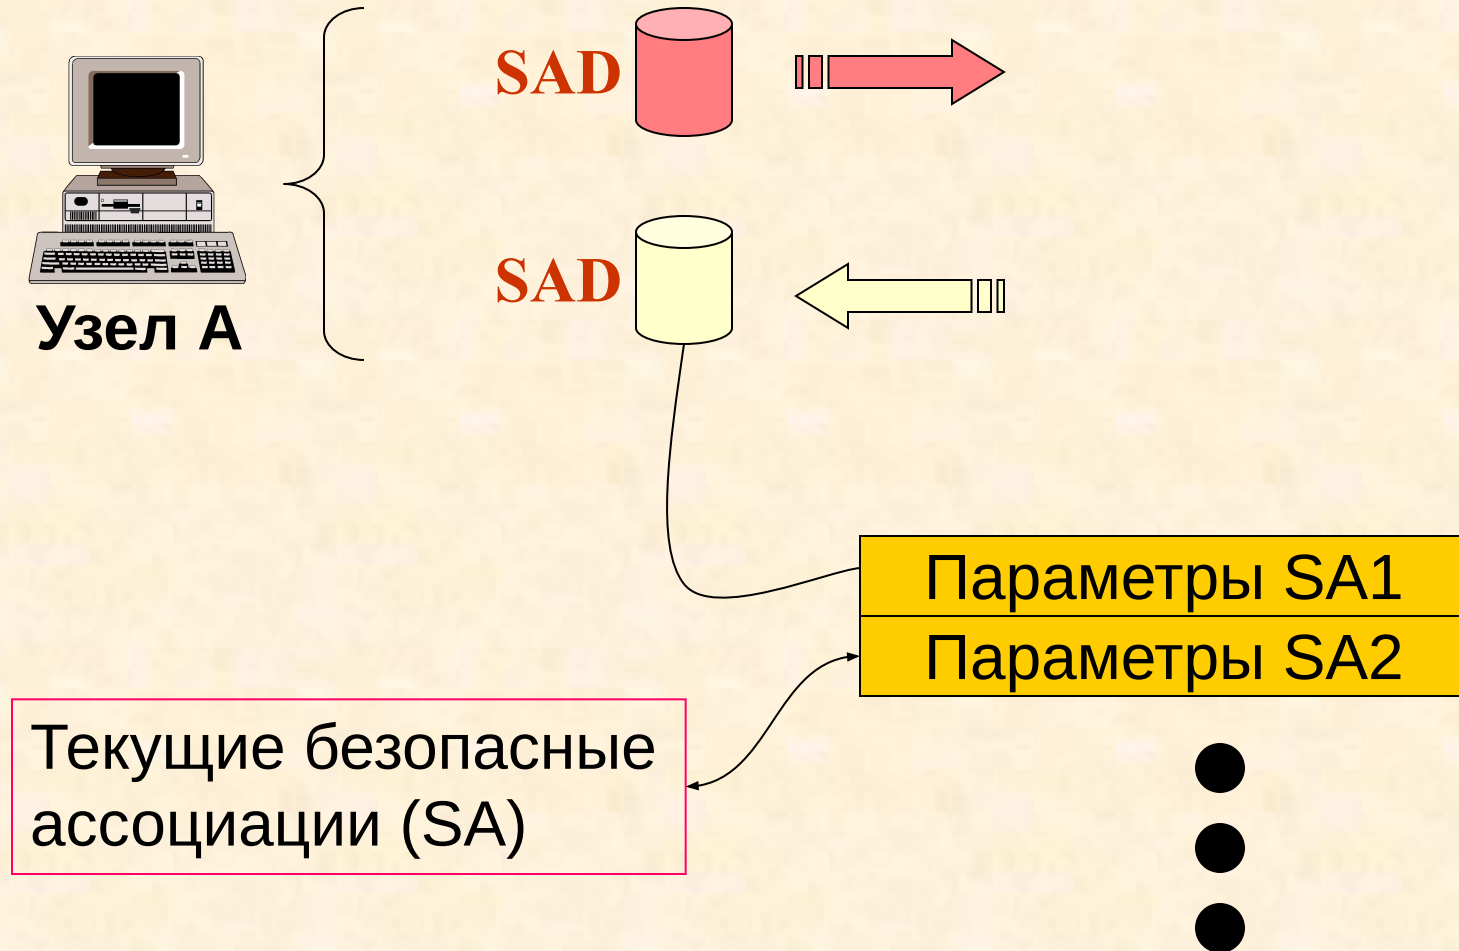 SAD
SAD
Узел А
Параметры SA1
Параметры SA2
Текущие безопасные
ассоциации (SA)